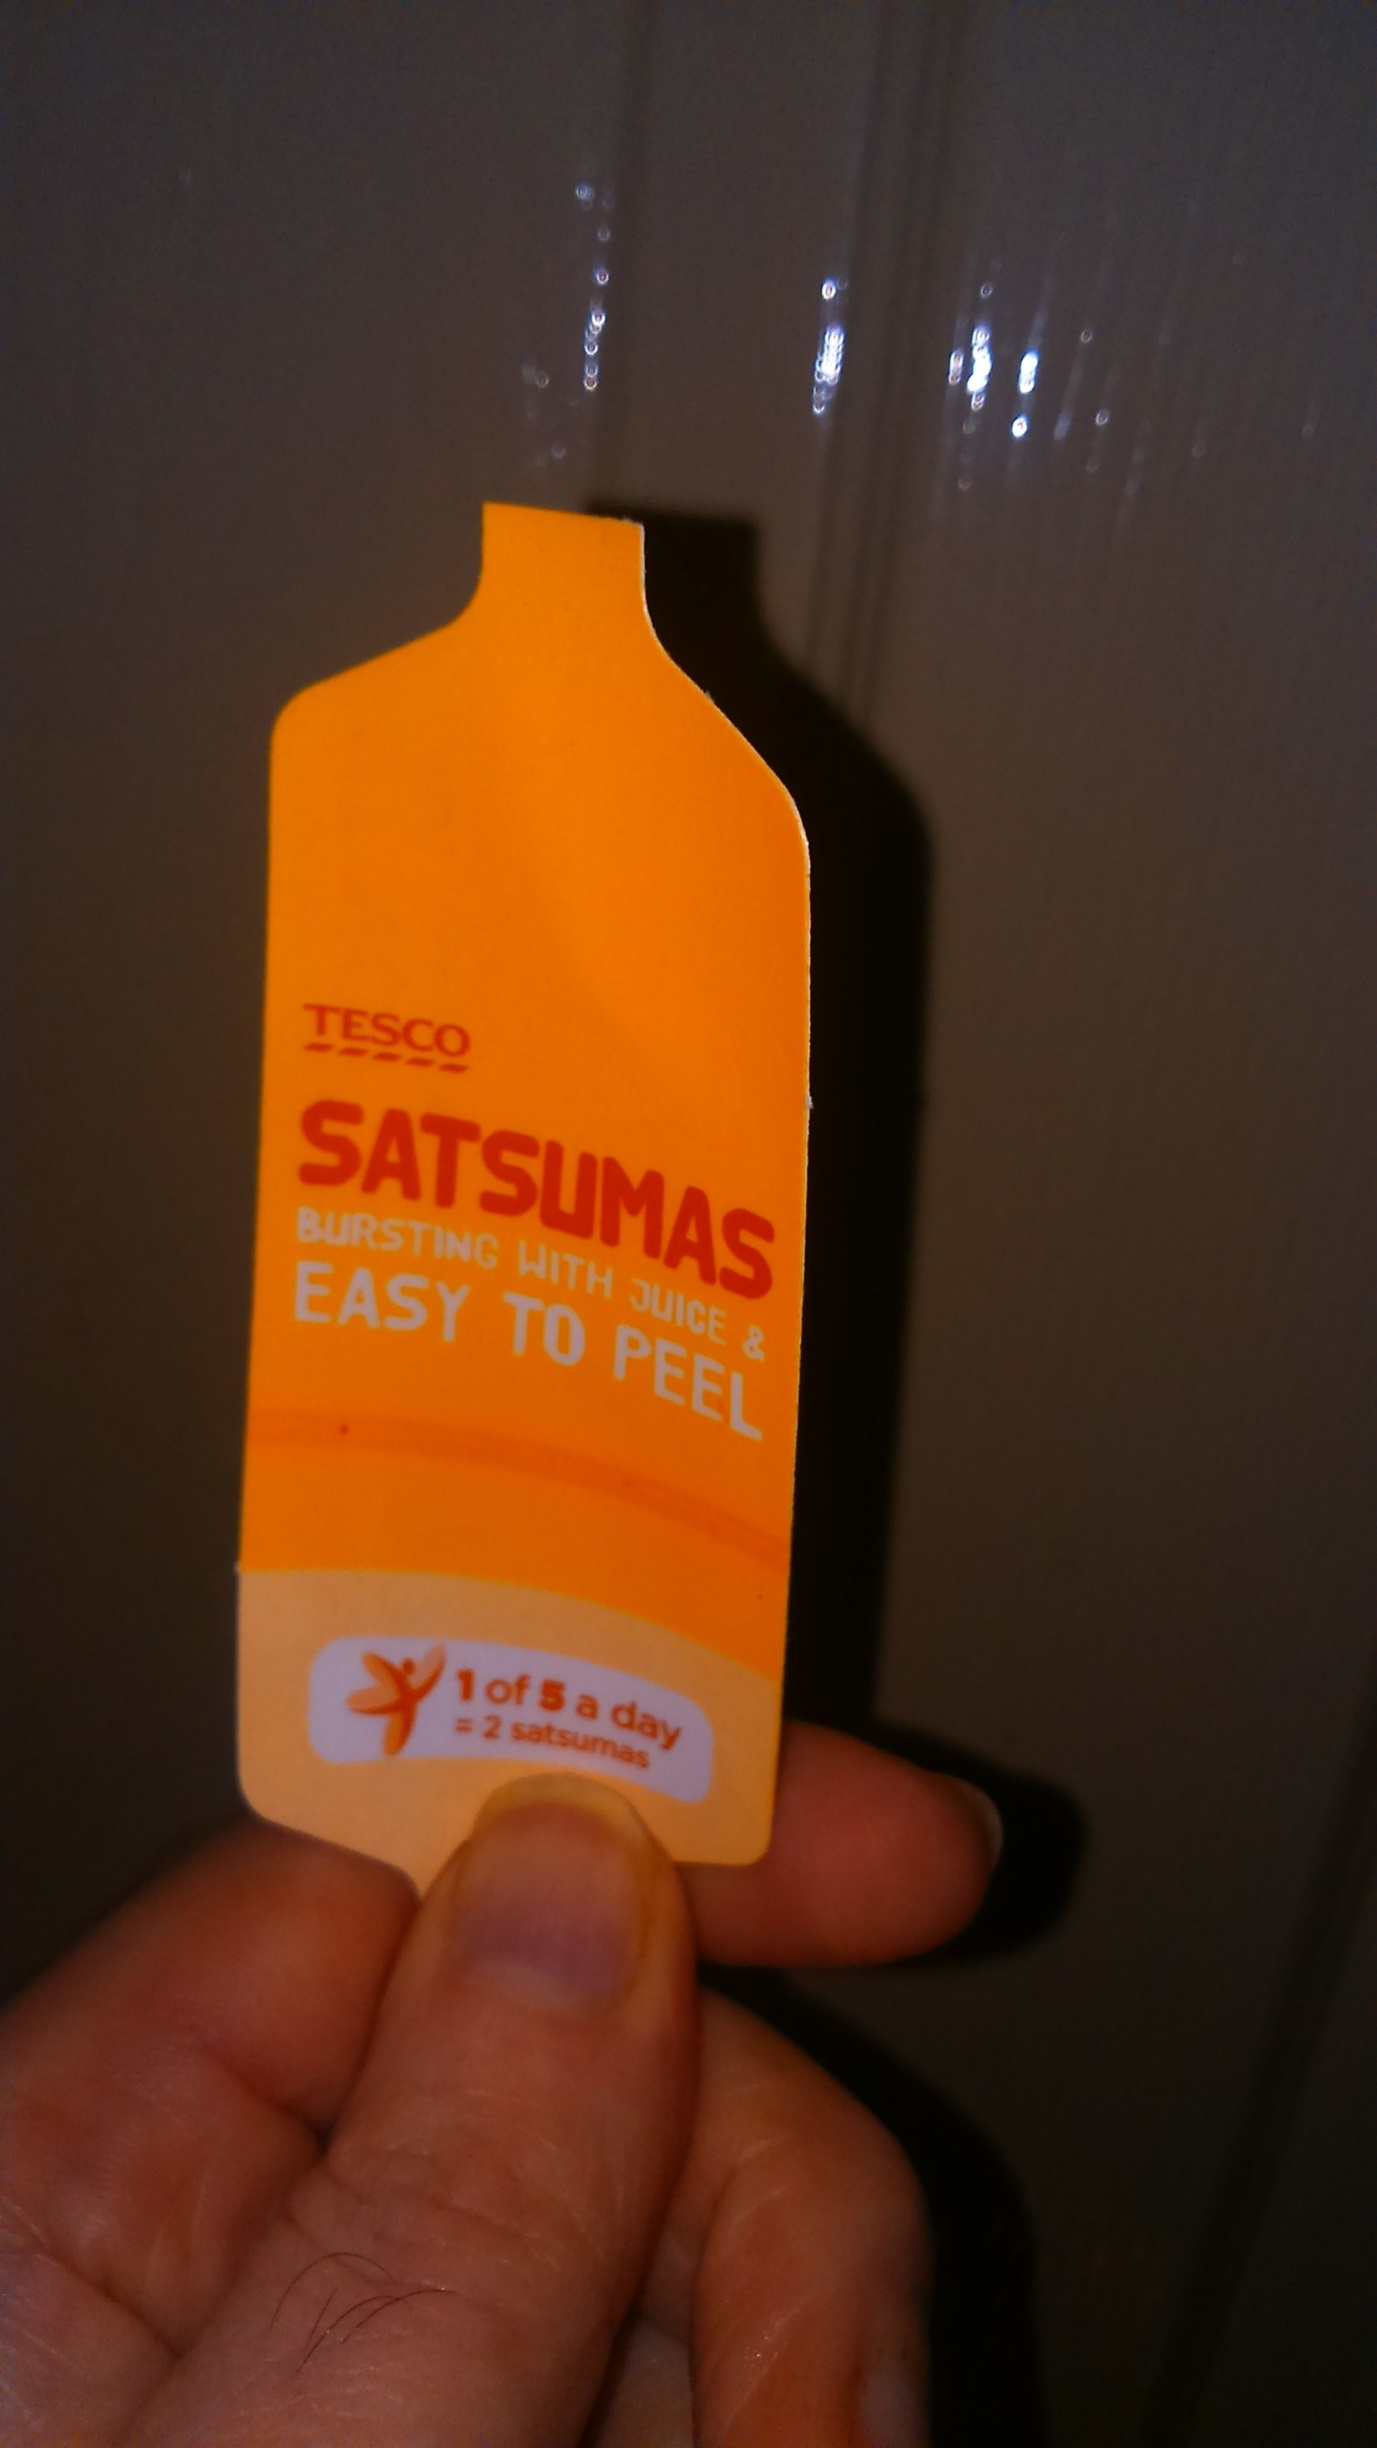 TESCO
SATSUMAS
BURSTING WITH JUICE &
EASY TO PEEL
1 of 5 a day
= 2 satsumas